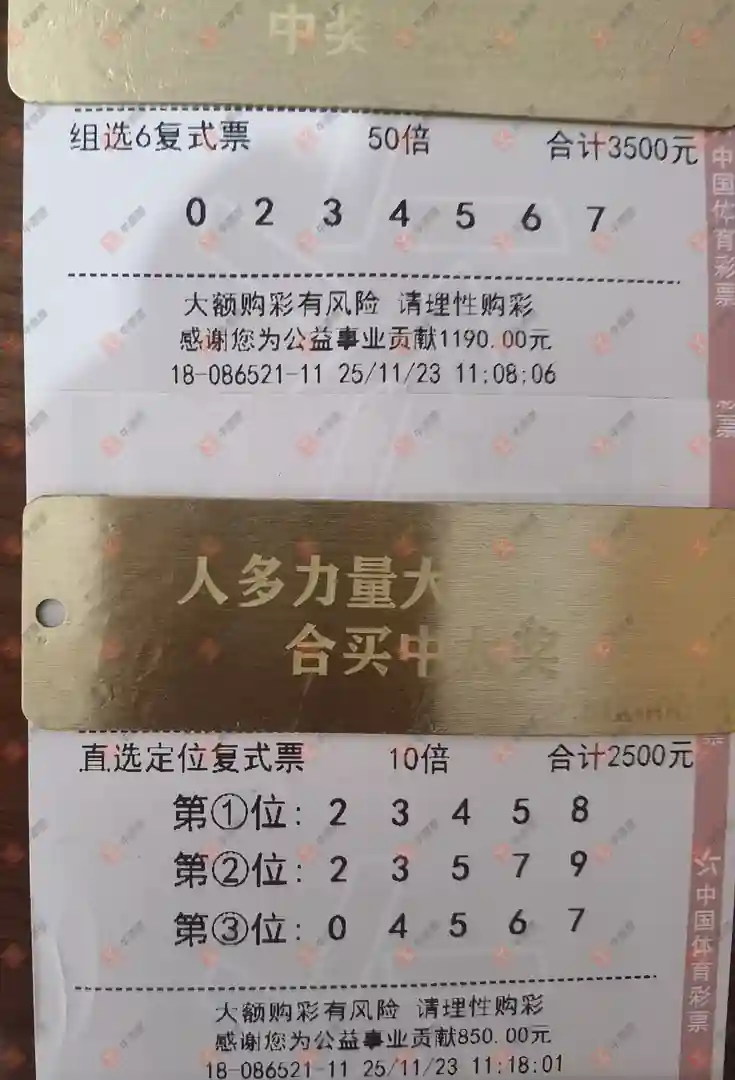 中奖
组选6复式票 50倍 合计3500元
0 2 3 4 5 6 7
大额购彩有风险 请理性购彩
感谢您为公益事业贡献1190.00元
18-086521-11 25/11/23 11:08:06
中国体育彩票
彩票
人多力量大
合买中大奖
票
直选定位复式票 10倍 合计2500元
第①位: 2 3 4 5 8
第②位: 2 3 5 7 9
第③位: 0 4 5 6 7
中国体育彩票
大额购彩有风险 请理性购彩
感谢您为公益事业贡献850.00元
18-086521-11 25/11/23 11:18:01